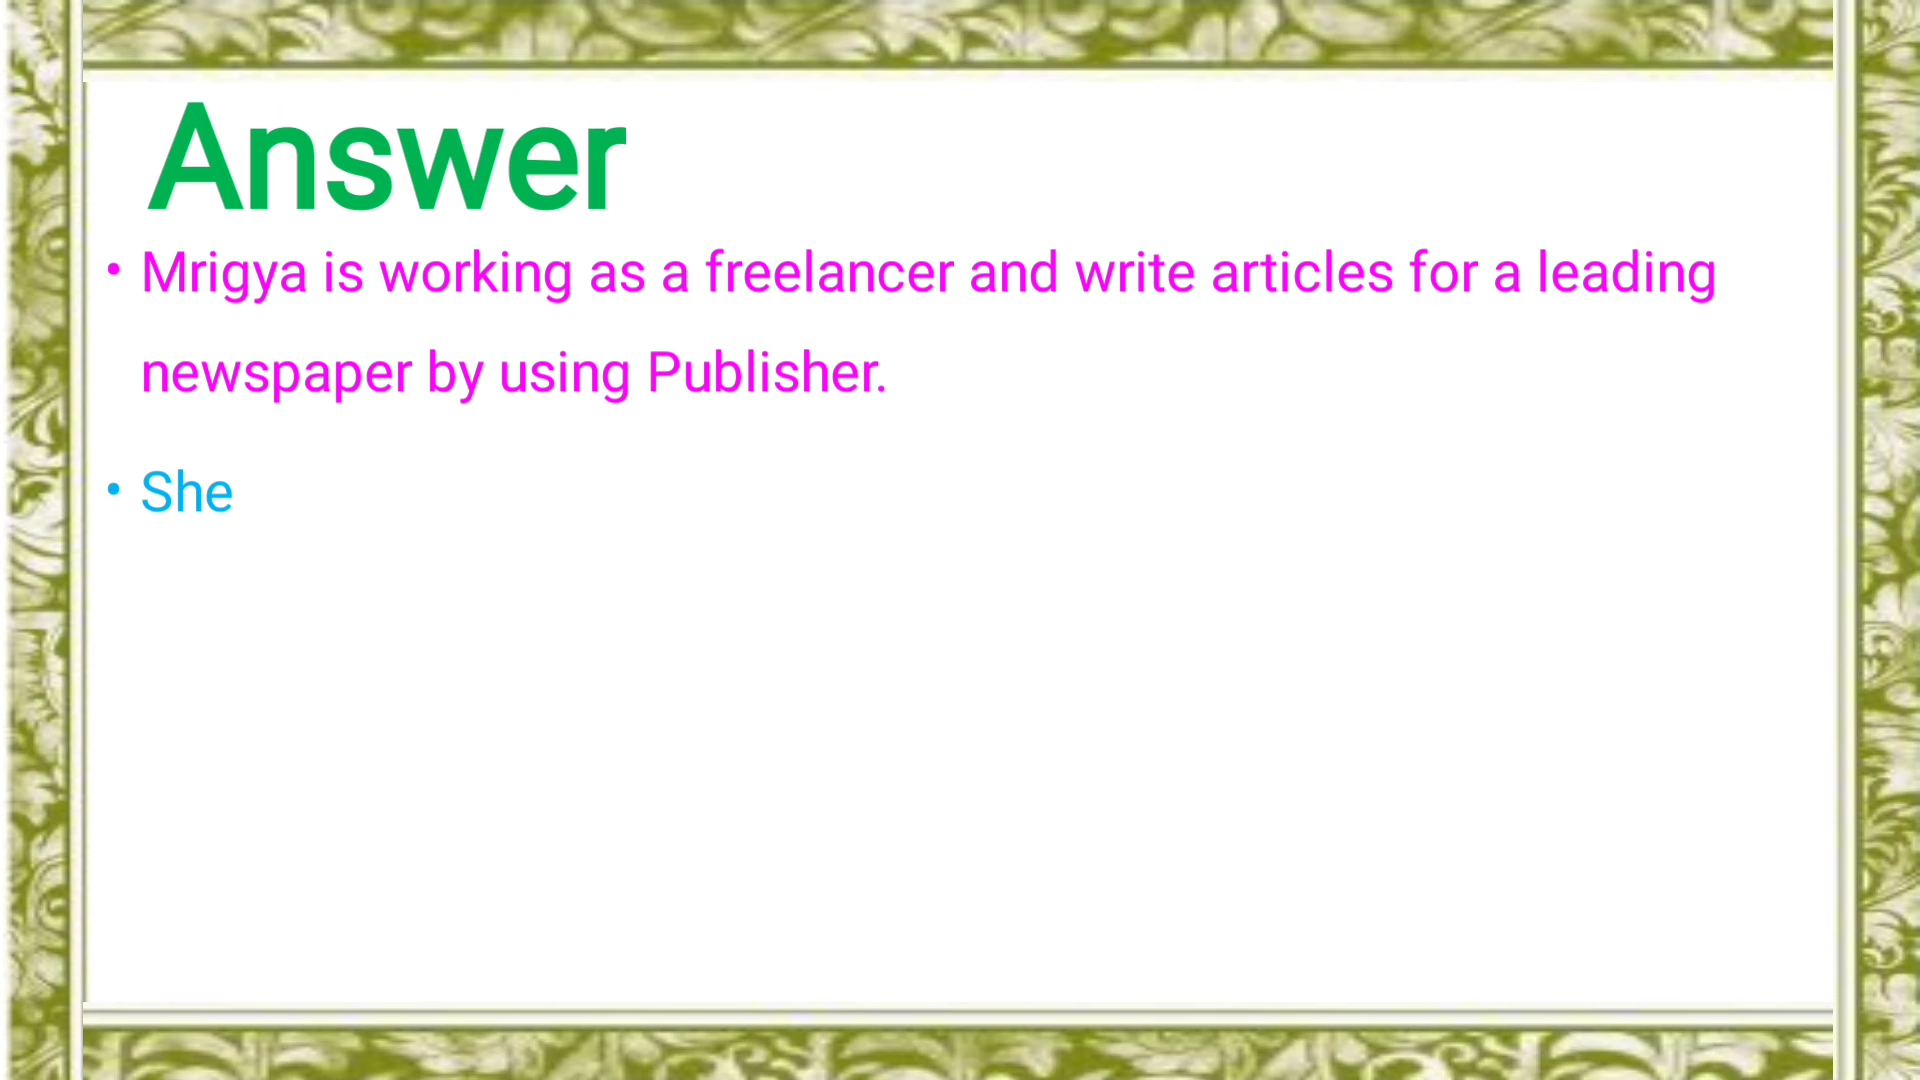 Answer
• Mrigya is working as a freelancer and write articles for a leading
newspaper by using Publisher.
• She